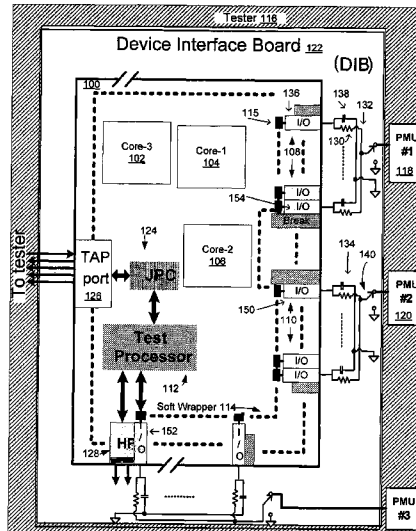 Tester 116
Device Interface Board 122
(DIB)
100
136
138
132
115
I/O
Core-3
102
Core-1
104
108
130
PMU
#1
118
154
I/O
I/O
Break
124
Core-2
106
134
140
To tester
TAP
port
126
JPC
I/O
PMU
#2
120
150
110
Test
Processor
I/O
I/O
112
Soft Wrapper 114
152
128
I/O
I/O
PMU
#3